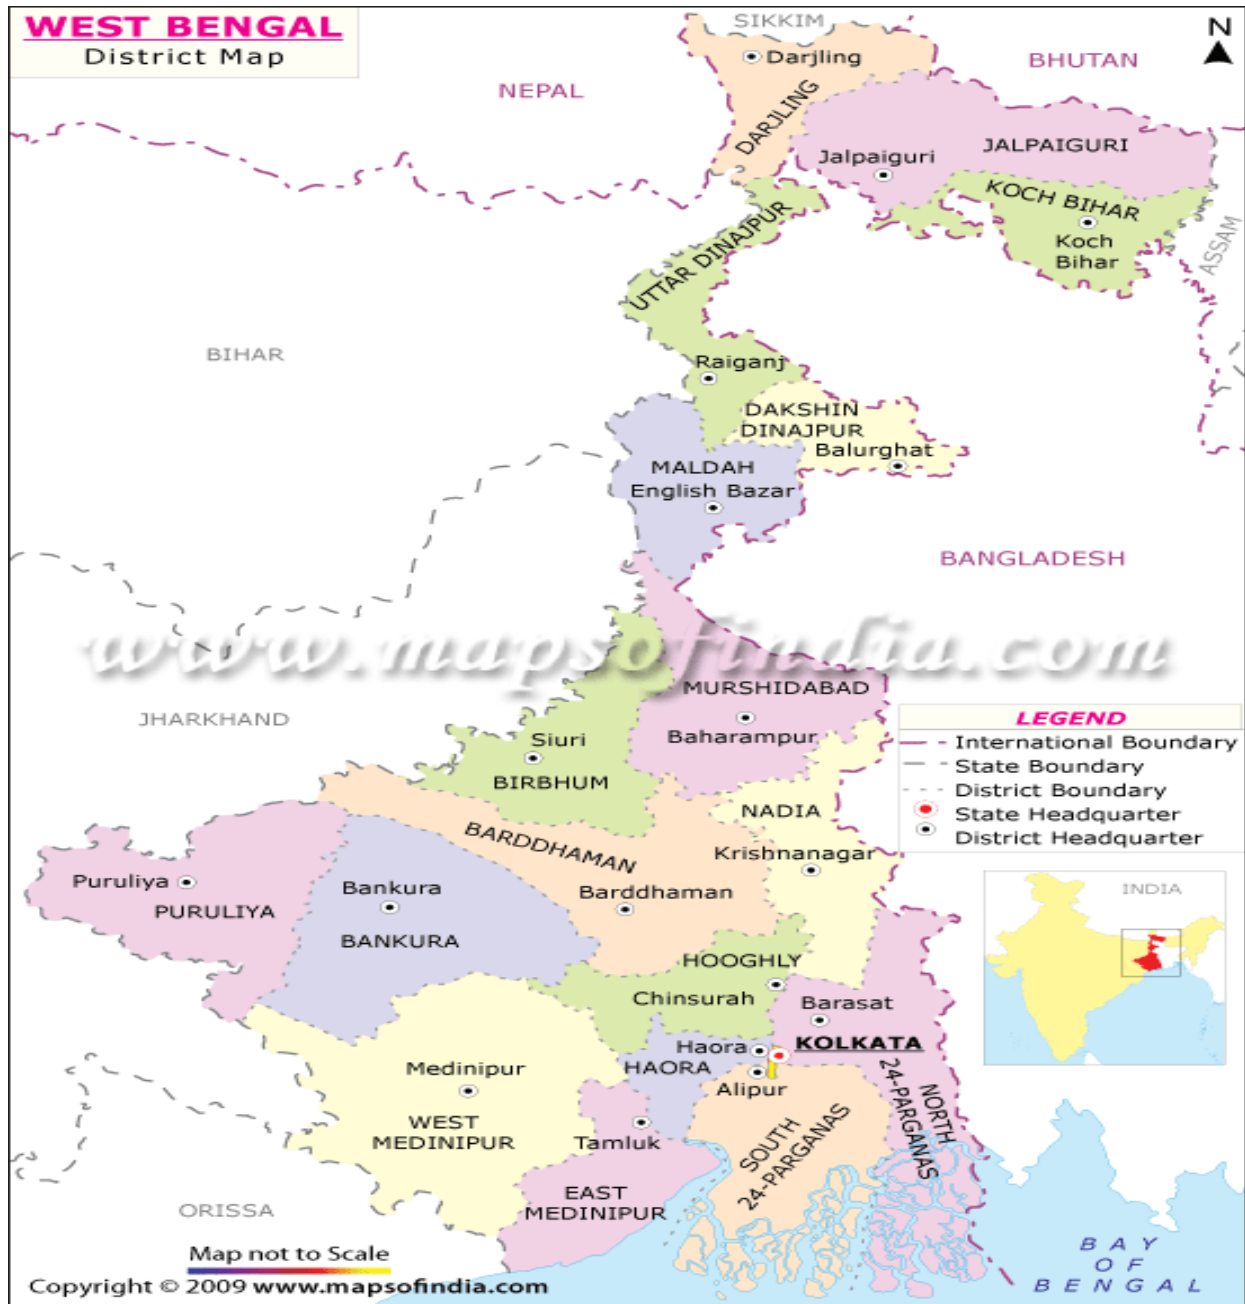 WEST BENGAL
District Map
SIKKIM
N
NEPAL
BHUTAN
Darjling
DARJLING
JALPAIGURI
Jalpaiguri
KOCH BIHAR
Koch
Bihar
ASSAM
UTTAR DINAJPUR
BIHAR
Raiganj
DAKSHIN
DINAJPUR
Balurghat
MALDAH
English Bazar
BANGLADESH
www.mapsofindia.com
MURSHIDABAD
Baharampur
JHARKHAND
Siuri
BIRBHUM
LEGEND
International Boundary
State Boundary
District Boundary
State Headquarter
District Headquarter
NADIA
Krishnanagar
BARDDHAMAN
Barddhaman
Puruliya
PURULIYA
Bankura
BANKURA
INDIA
HOOGHLY
Chinsurah
Barasat
KOLKATA
Haora
HAORA
Alipur
Medinipur
WEST
MEDINIPUR
Tamluk
NORTH
24-PARGANAS
SOUTH
24-PARGANAS
EAST
MEDINIPUR
ORISSA
BAY
OF
BENGAL
Map not to Scale
Copyright © 2009 www.mapsofindia.com